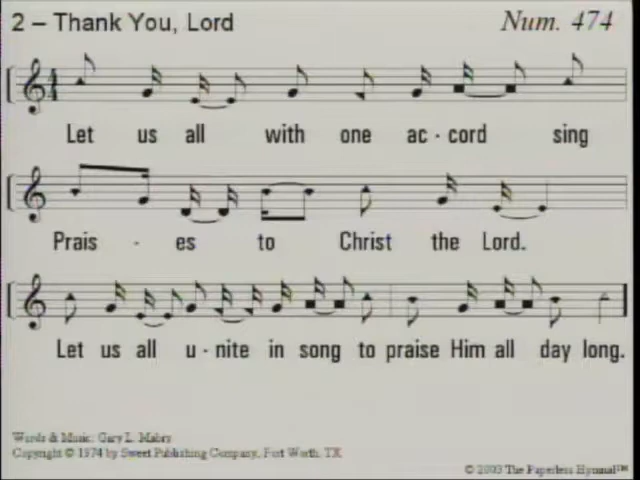 2 – Thank You, Lord
Num. 474
Let us all with one ac - cord sing
Prais - es to Christ the Lord.
Let us all u - nite in song to praise Him all day long.
Words & Music: Gary L. Mabry
Copyright © 1974 by Sweet Publishing Company, Fort Worth, TX
© 2003 The Paperless Hymnal™